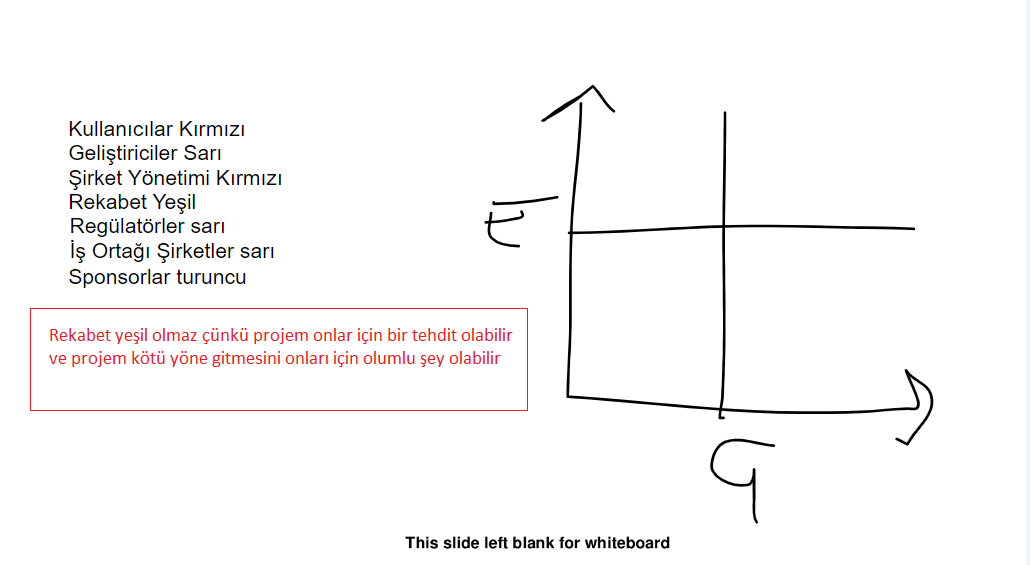 Kullanıcılar Kırmızı
Geliştiriciler Sarı
Şirket Yönetimi Kırmızı
Rekabet Yeşil
Regülatörler sarı
İş Ortağı Şirketler sarı
Sponsorlar turuncu
Rekabet yeşil olmaz çünkü projem onlar için bir tehdit olabilir
ve projem kötü yöne gitmesini onları için olumlu şey olabilir
This slide left blank for whiteboard